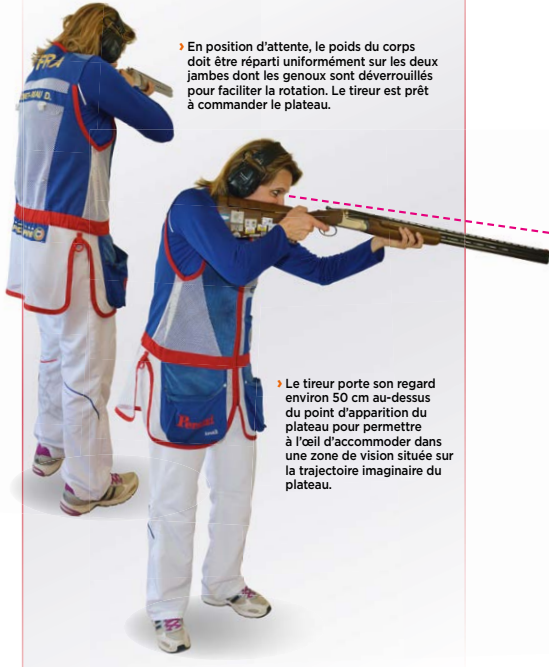 › En position d'attente, le poids du corps
doit être réparti uniformément sur les deux
jambes dont les genoux sont déverrouillés
pour faciliter la rotation. Le tireur est prêt
à commander le plateau.
FRA
› Le tireur porte son regard
environ 50 cm au-dessus
du point d'apparition du
plateau pour permettre
à l'œil d'accommoder dans
une zone de vision située sur
la trajectoire imaginaire du
plateau.